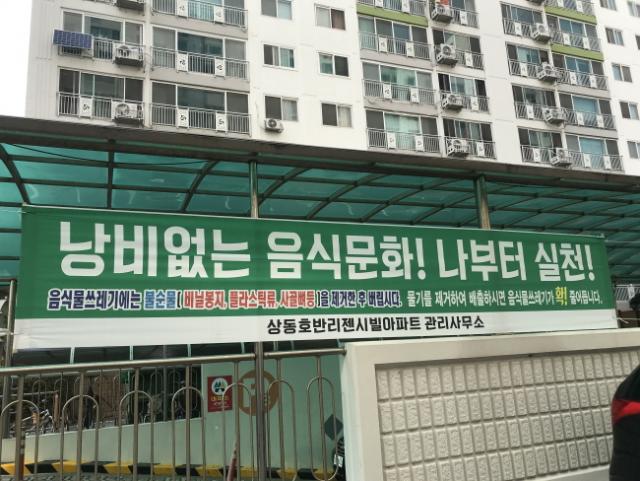 낭비없는 음식문화! 나부터 실천!
음식물쓰레기에는 불순물( 비닐봉지, 플라스틱류, 사골뼈등 )을 제거한 후 버립시다. 물기를 제거하여 배출하시면 음식물쓰레기가 확! 줄어듭니다.
상동호반리젠시빌아파트 관리사무소